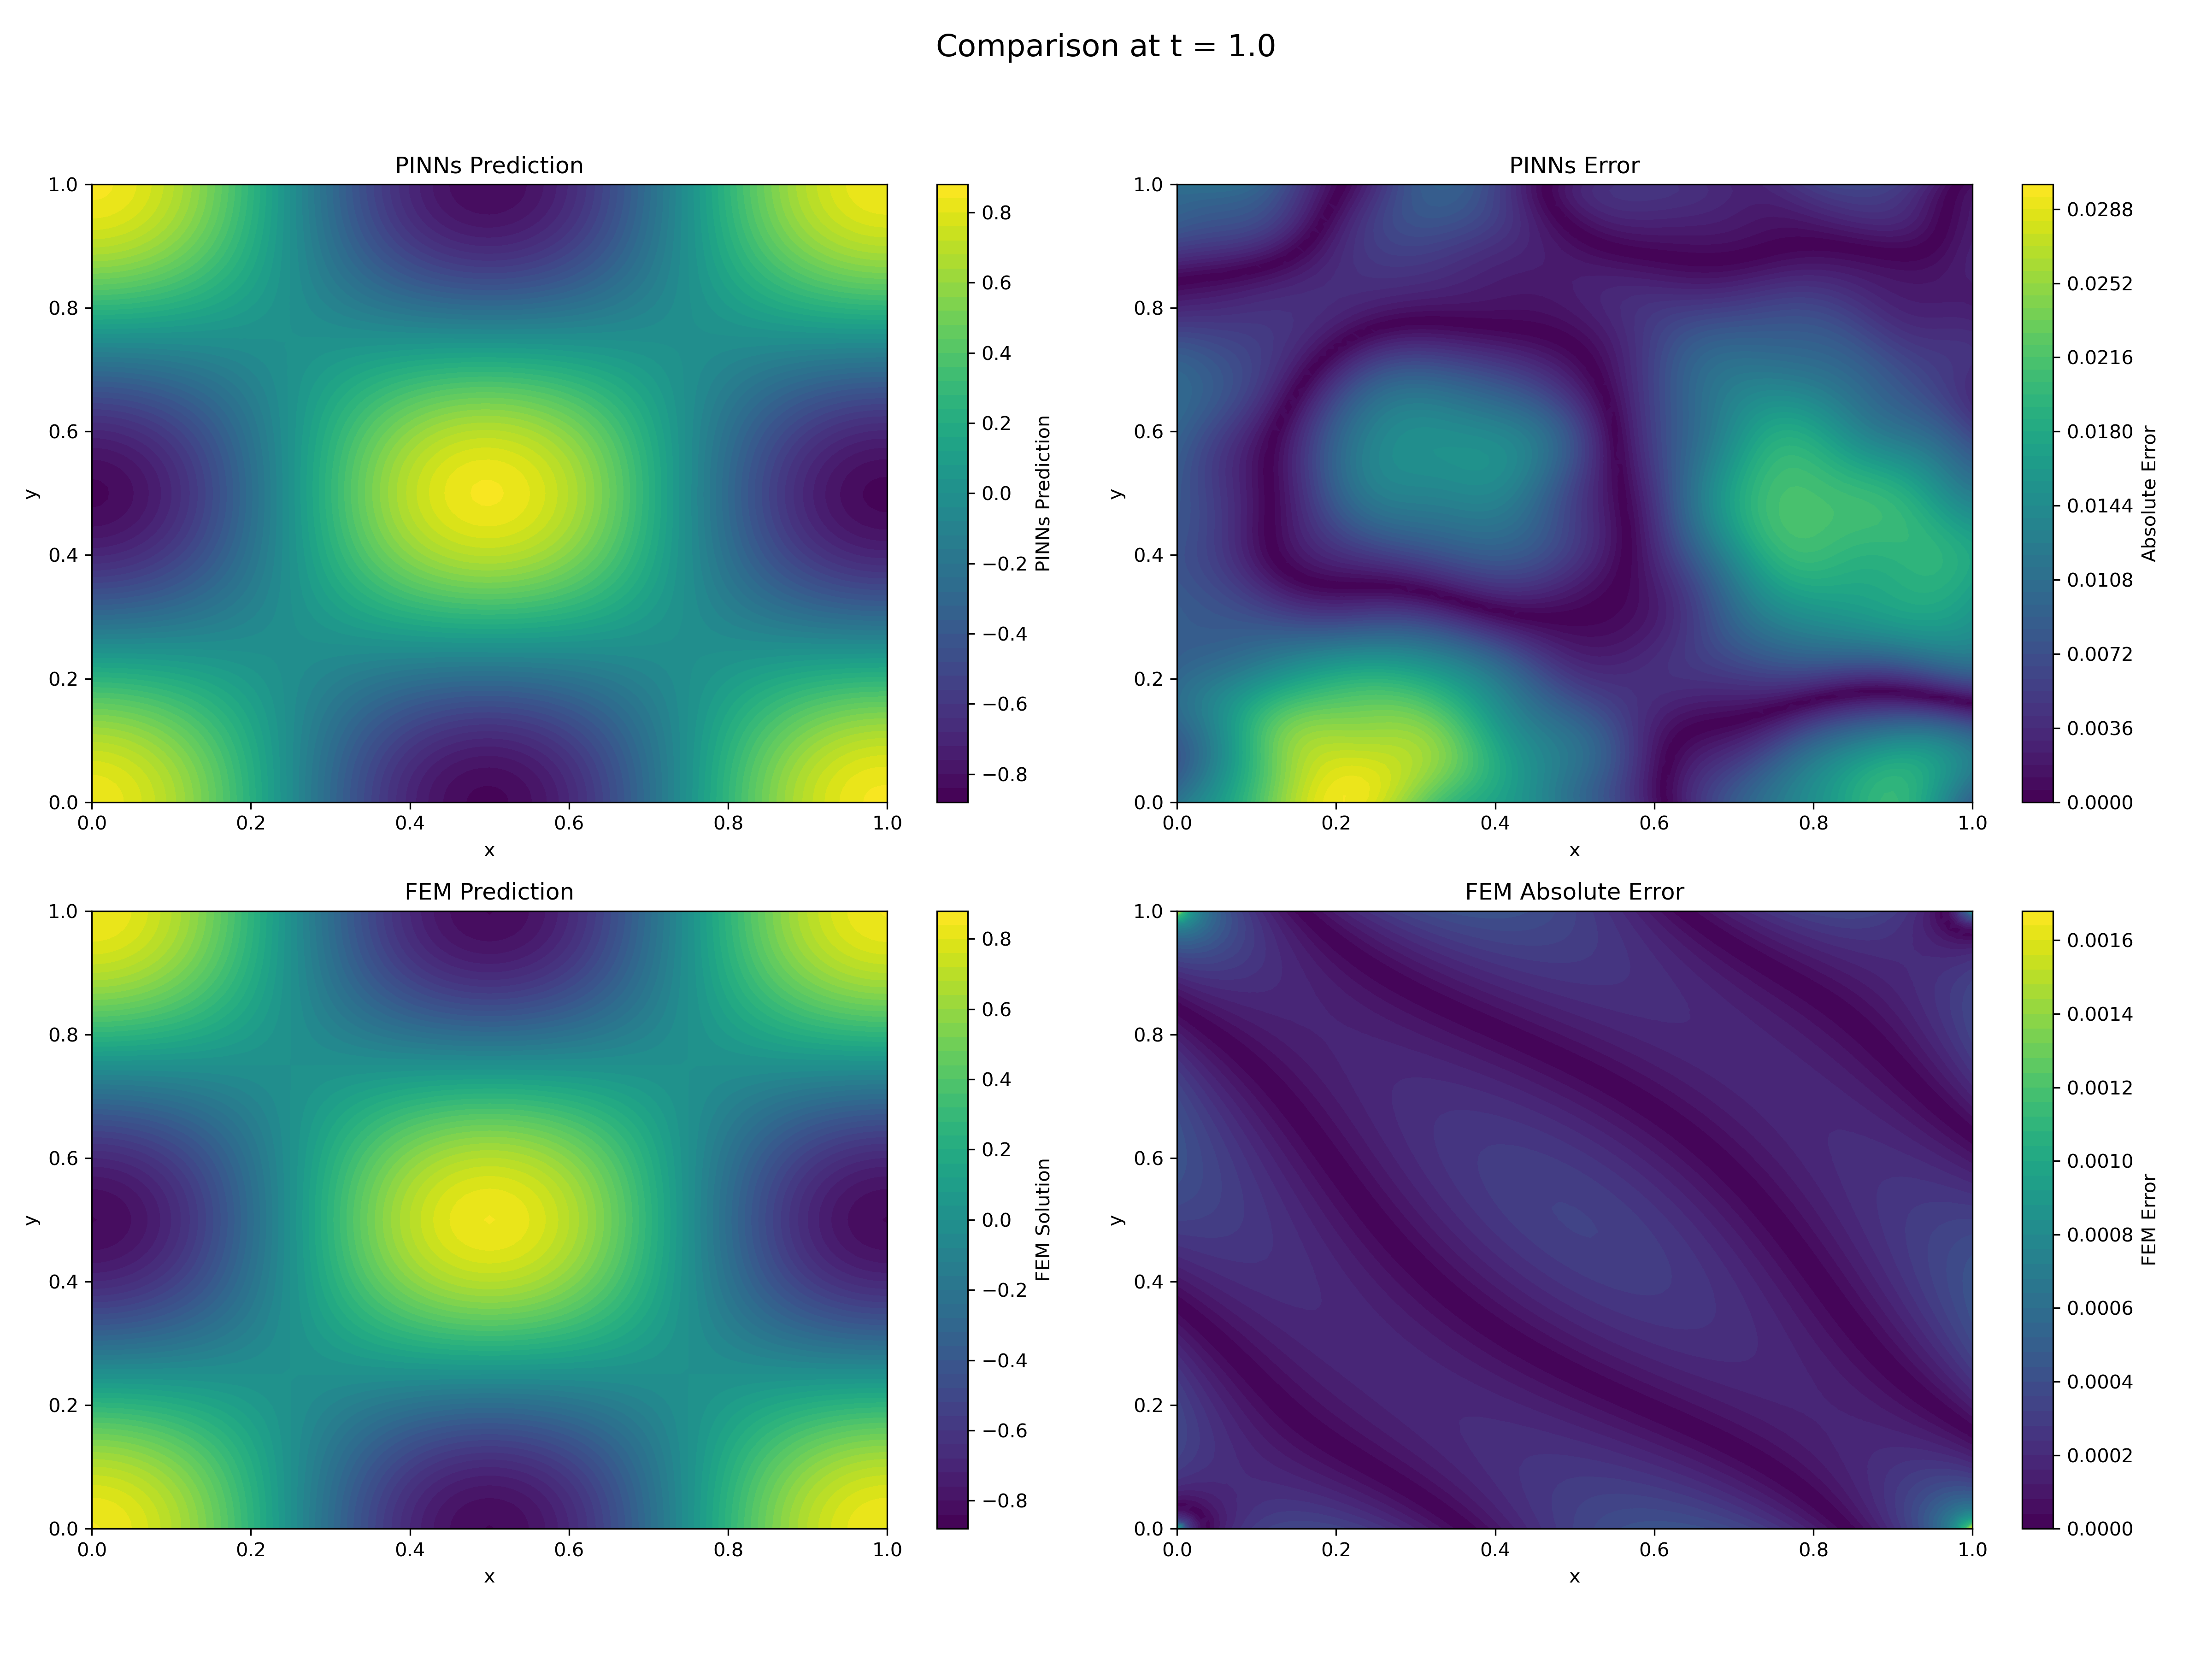 Comparison at t = 1.0
PINNs Prediction
1.0
0.8
0.6
0.4
0.2
0.0
y
0.0 0.2 0.4 0.6 0.8 1.0
x
0.8
0.6
0.4
0.2
0.0
−0.2
−0.4
−0.6
−0.8
PINNs Prediction
PINNs Error
1.0
0.8
0.6
0.4
0.2
0.0
y
0.0 0.2 0.4 0.6 0.8 1.0
x
0.0288
0.0252
0.0216
0.0180
0.0144
0.0108
0.0072
0.0036
0.0000
Absolute Error
FEM Prediction
1.0
0.8
0.6
0.4
0.2
0.0
y
0.0 0.2 0.4 0.6 0.8 1.0
x
0.8
0.6
0.4
0.2
0.0
−0.2
−0.4
−0.6
−0.8
FEM Solution
FEM Absolute Error
1.0
0.8
0.6
0.4
0.2
0.0
y
0.0 0.2 0.4 0.6 0.8 1.0
x
0.0016
0.0014
0.0012
0.0010
0.0008
0.0006
0.0004
0.0002
0.0000
FEM Error